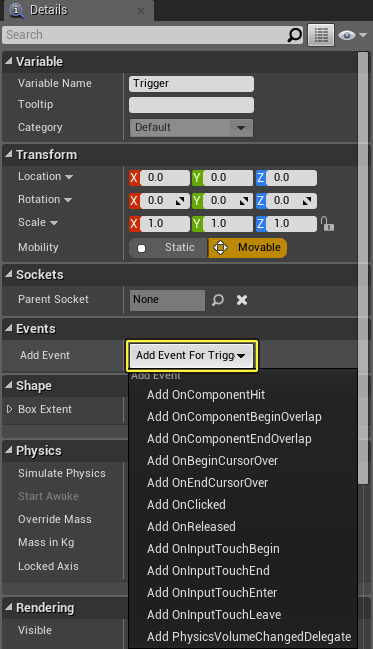 Details
Search
Variable
Variable Name Trigger
Tooltip
Category Default
Transform
Location X 0.0 Y 0.0 Z 0.0
Rotation X 0.0 Y 0.0 Z 0.0
Scale X 1.0 Y 1.0 Z 1.0
Mobility Static Movable
Sockets
Parent Socket None
Events
Add Event Add Event For Trigg
Add Event
Shape
Add OnComponentHit
Box Extent Add OnComponentBeginOverlap
Add OnComponentEndOverlap
Physics Add OnBeginCursorOver
Simulate Physics Add OnEndCursorOver
Start Awake Add OnClicked
Override Mass Add OnReleased
Mass in Kg Add OnInputTouchBegin
Locked Axis Add OnInputTouchEnd
Add OnInputTouchEnter
Rendering Add OnInputTouchLeave
Visible Add PhysicsVolumeChangedDelegate